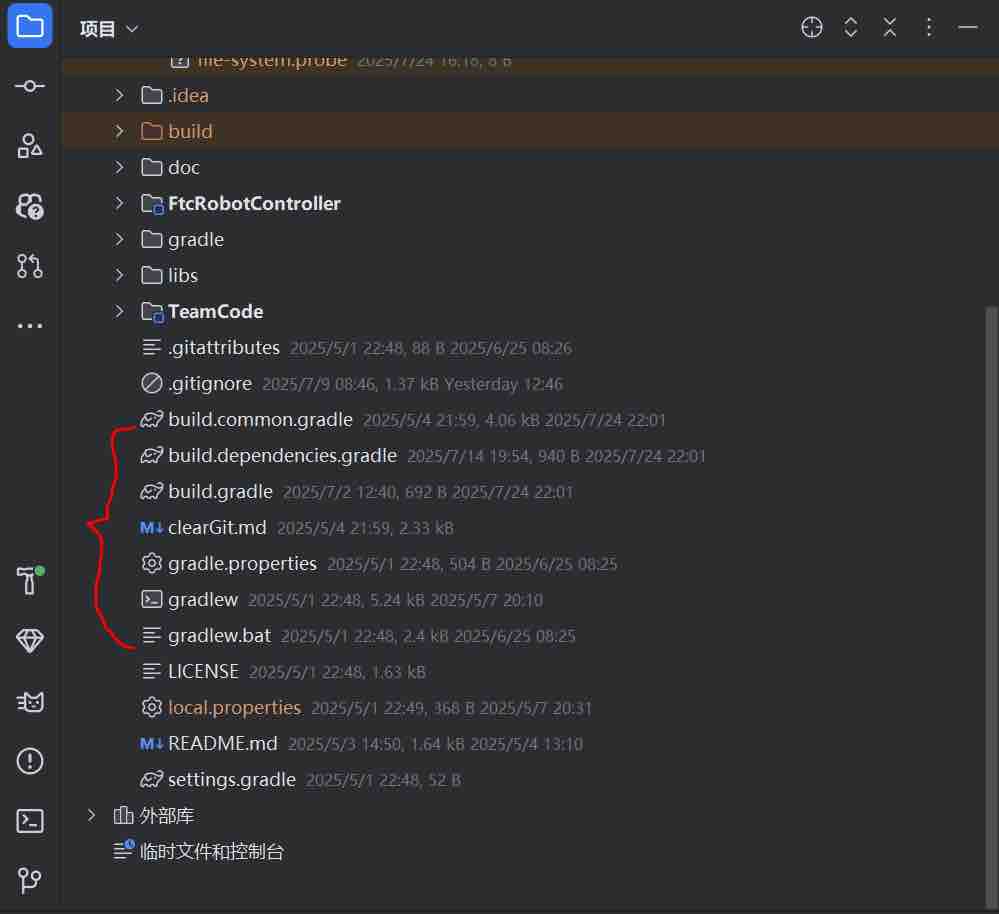 项目
file-system.probe 2025/7/24 16:18, 8 B
.idea
build
doc
FtcRobotController
gradle
libs
TeamCode
.gitattributes 2025/5/1 22:48, 88 B 2025/6/25 08:26
.gitignore 2025/7/9 08:46, 1.37 kB Yesterday 12:46
build.common.gradle 2025/5/4 21:59, 4.06 kB 2025/7/24 22:01
build.dependencies.gradle 2025/7/14 19:54, 940 B 2025/7/24 22:01
build.gradle 2025/7/2 12:40, 692 B 2025/7/24 22:01
M↓ clearGit.md 2025/5/4 21:59, 2.33 kB
gradle.properties 2025/5/1 22:48, 504 B 2025/6/25 08:25
gradlew 2025/5/1 22:48, 5.24 kB 2025/5/7 20:10
gradlew.bat 2025/5/1 22:48, 2.4 kB 2025/6/25 08:25
LICENSE 2025/5/1 22:48, 1.63 kB
local.properties 2025/5/1 22:49, 368 B 2025/5/7 20:31
M↓ README.md 2025/5/3 14:50, 1.64 kB 2025/5/4 13:10
settings.gradle 2025/5/1 22:48, 52 B
外部库
临时文件和控制台